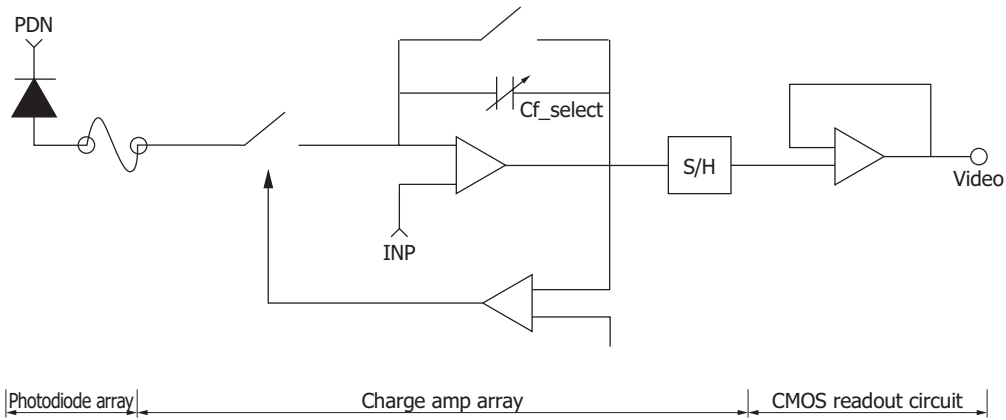 PDN
Cf_select
INP
S/H
Video
Photodiode array
Charge amp array
CMOS readout circuit